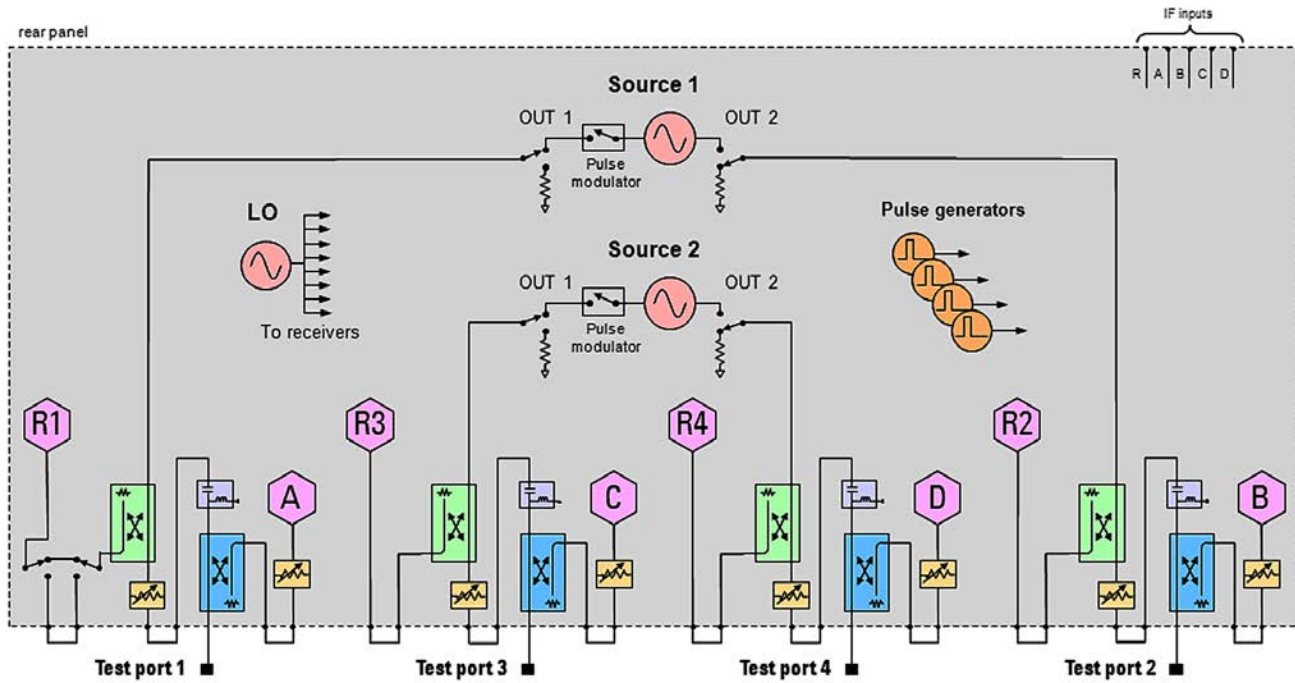 IF inputs
rear panel
R A B C D
Source 1
OUT 1 OUT 2
Pulse
modulator
LO
Pulse generators
Source 2
OUT 1 OUT 2
To receivers
Pulse
modulator
R1 R3 R4 R2
A C D B
Test port 1 Test port 3 Test port 4 Test port 2